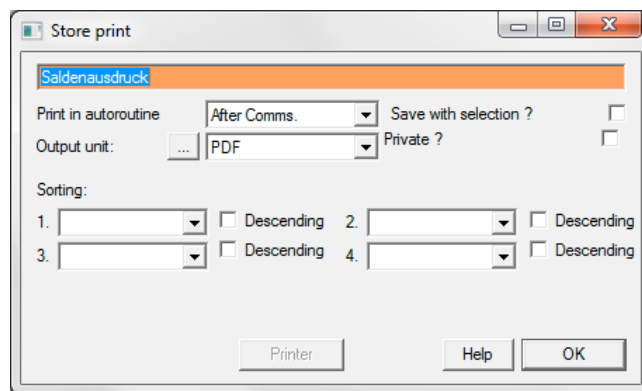 Store print
Saldenausdruck
Print in autoroutine After Comms. Save with selection ?
Output unit: ... PDF Private ?
Sorting:
1. Descending 2. Descending
3. Descending 4. Descending
Printer Help OK